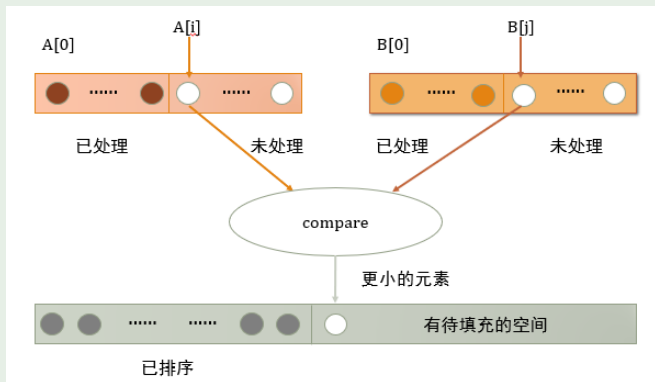 A[0]
A[i]
B[0]
B[j]
...... ......
...... ......
已处理
未处理
已处理
未处理
compare
更小的元素
...... ...... 有待填充的空间
已排序